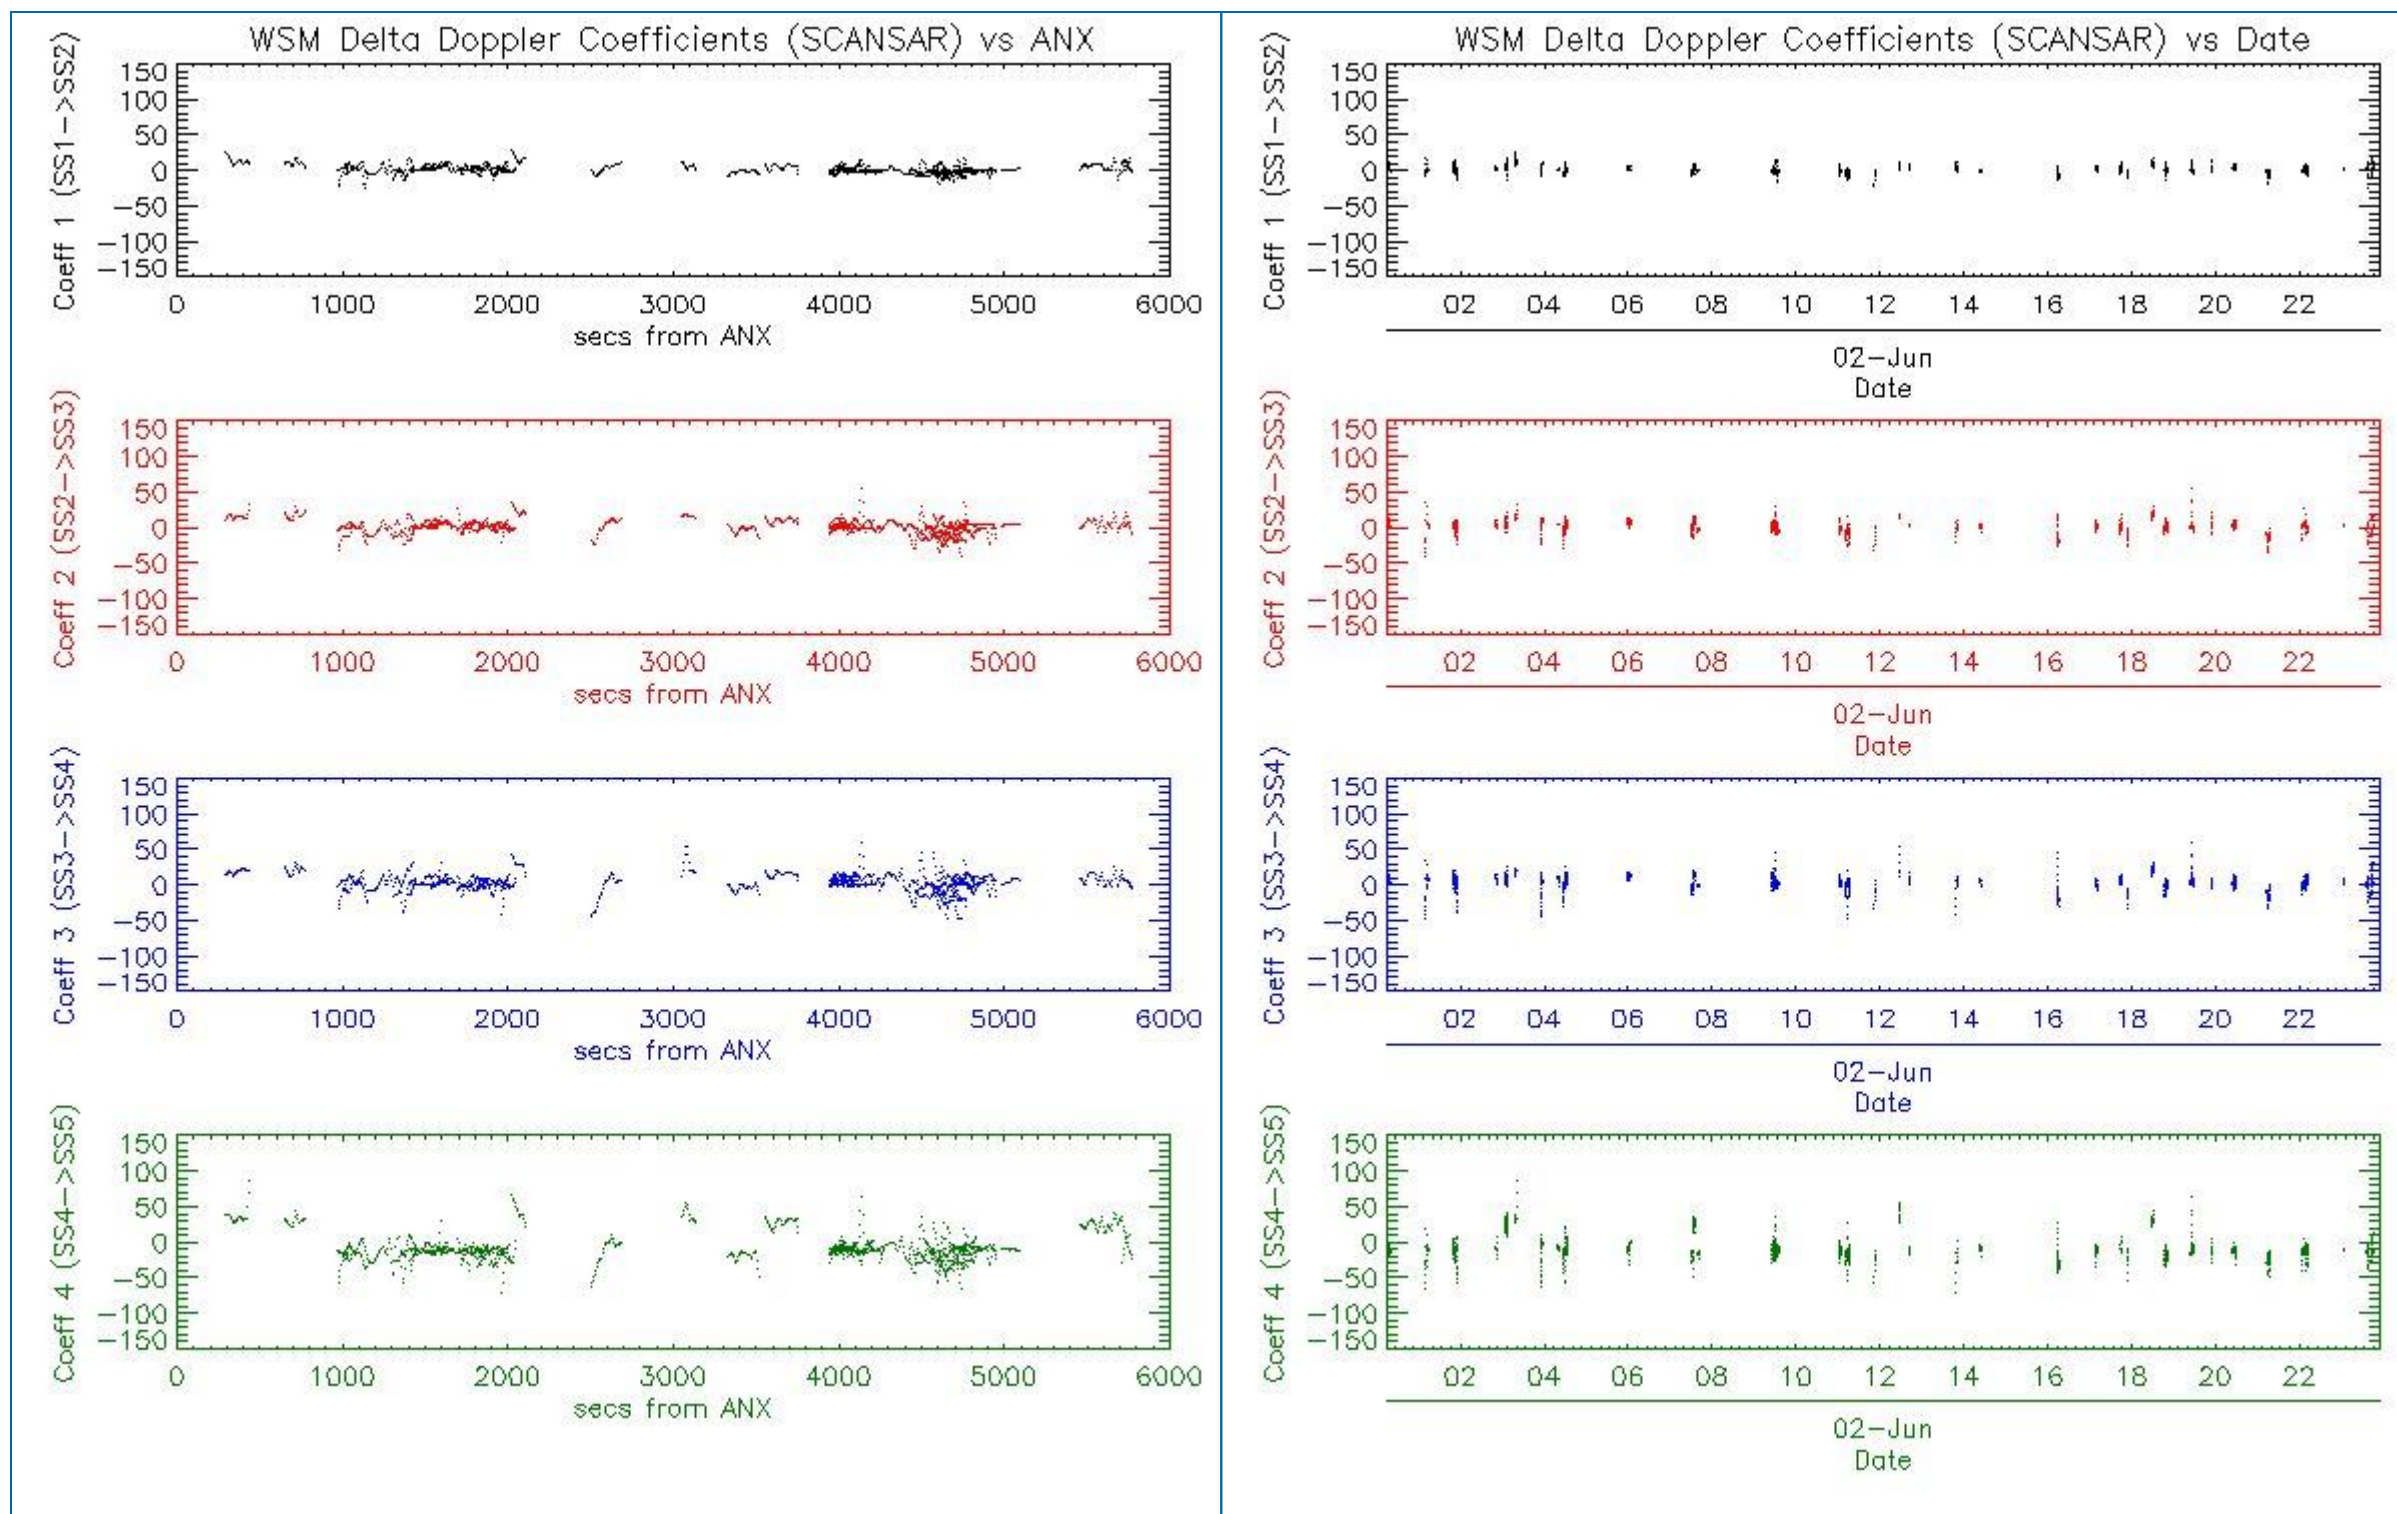 WSM Delta Doppler Coefficients (SCANSAR) vs ANX
Coeff 1 (SS1->SS2)
150
100
50
0
-50
-100
-150
0 1000 2000 3000 4000 5000 6000
secs from ANX
Coeff 2 (SS2->SS3)
150
100
50
0
-50
-100
-150
0 1000 2000 3000 4000 5000 6000
secs from ANX
Coeff 3 (SS3->SS4)
150
100
50
0
-50
-100
-150
0 1000 2000 3000 4000 5000 6000
secs from ANX
Coeff 4 (SS4->SS5)
150
100
50
0
-50
-100
-150
0 1000 2000 3000 4000 5000 6000
secs from ANX
WSM Delta Doppler Coefficients (SCANSAR) vs Date
Coeff 1 (SS1->SS2)
150
100
50
0
-50
-100
-150
02 04 06 08 10 12 14 16 18 20 22
02-Jun
Date
Coeff 2 (SS2->SS3)
150
100
50
0
-50
-100
-150
02 04 06 08 10 12 14 16 18 20 22
02-Jun
Date
Coeff 3 (SS3->SS4)
150
100
50
0
-50
-100
-150
02 04 06 08 10 12 14 16 18 20 22
02-Jun
Date
Coeff 4 (SS4->SS5)
150
100
50
0
-50
-100
-150
02 04 06 08 10 12 14 16 18 20 22
02-Jun
Date